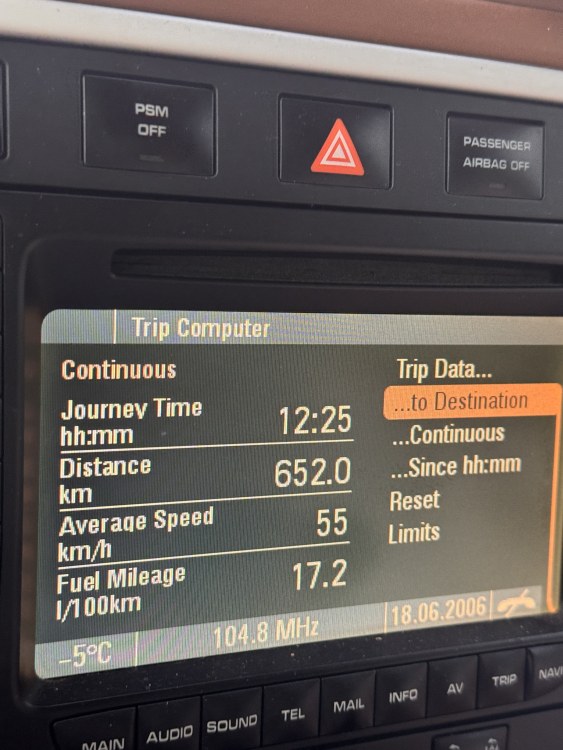 PSM
OFF
PASSENGER
AIRBAG OFF
Trip Computer
Continuous
Journey Time
hh:mm
12:25
Distance
km
652.0
Average Speed
km/h
55
Fuel Mileage
l/100km
17.2
Trip Data...
...to Destination
...Continuous
...Since hh:mm
Reset
Limits
-5°C
104.8 MHz
18.06.2006
MAIN
AUDIO
SOUND
TEL
MAIL
INFO
AV
TRIP
NAVI